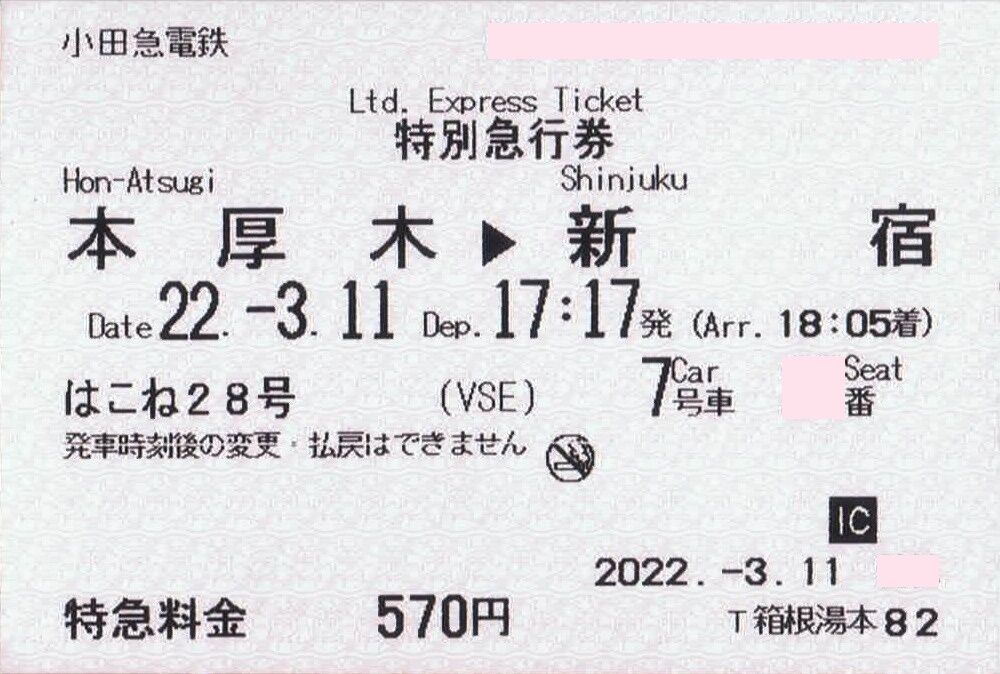 小田急電鉄
Ltd. Express Ticket
特別急行券
Hon-Atsugi Shinjuku
本厚木▶新宿
Date 22.-3.11 Dep. 17:17発 (Arr. 18:05着)
はこね28号 (VSE) 7 Car 号車 Seat 番
発車時刻後の変更・払戻はできません
IC
2022.-3.11
特急料金 570円 T箱根湯本82